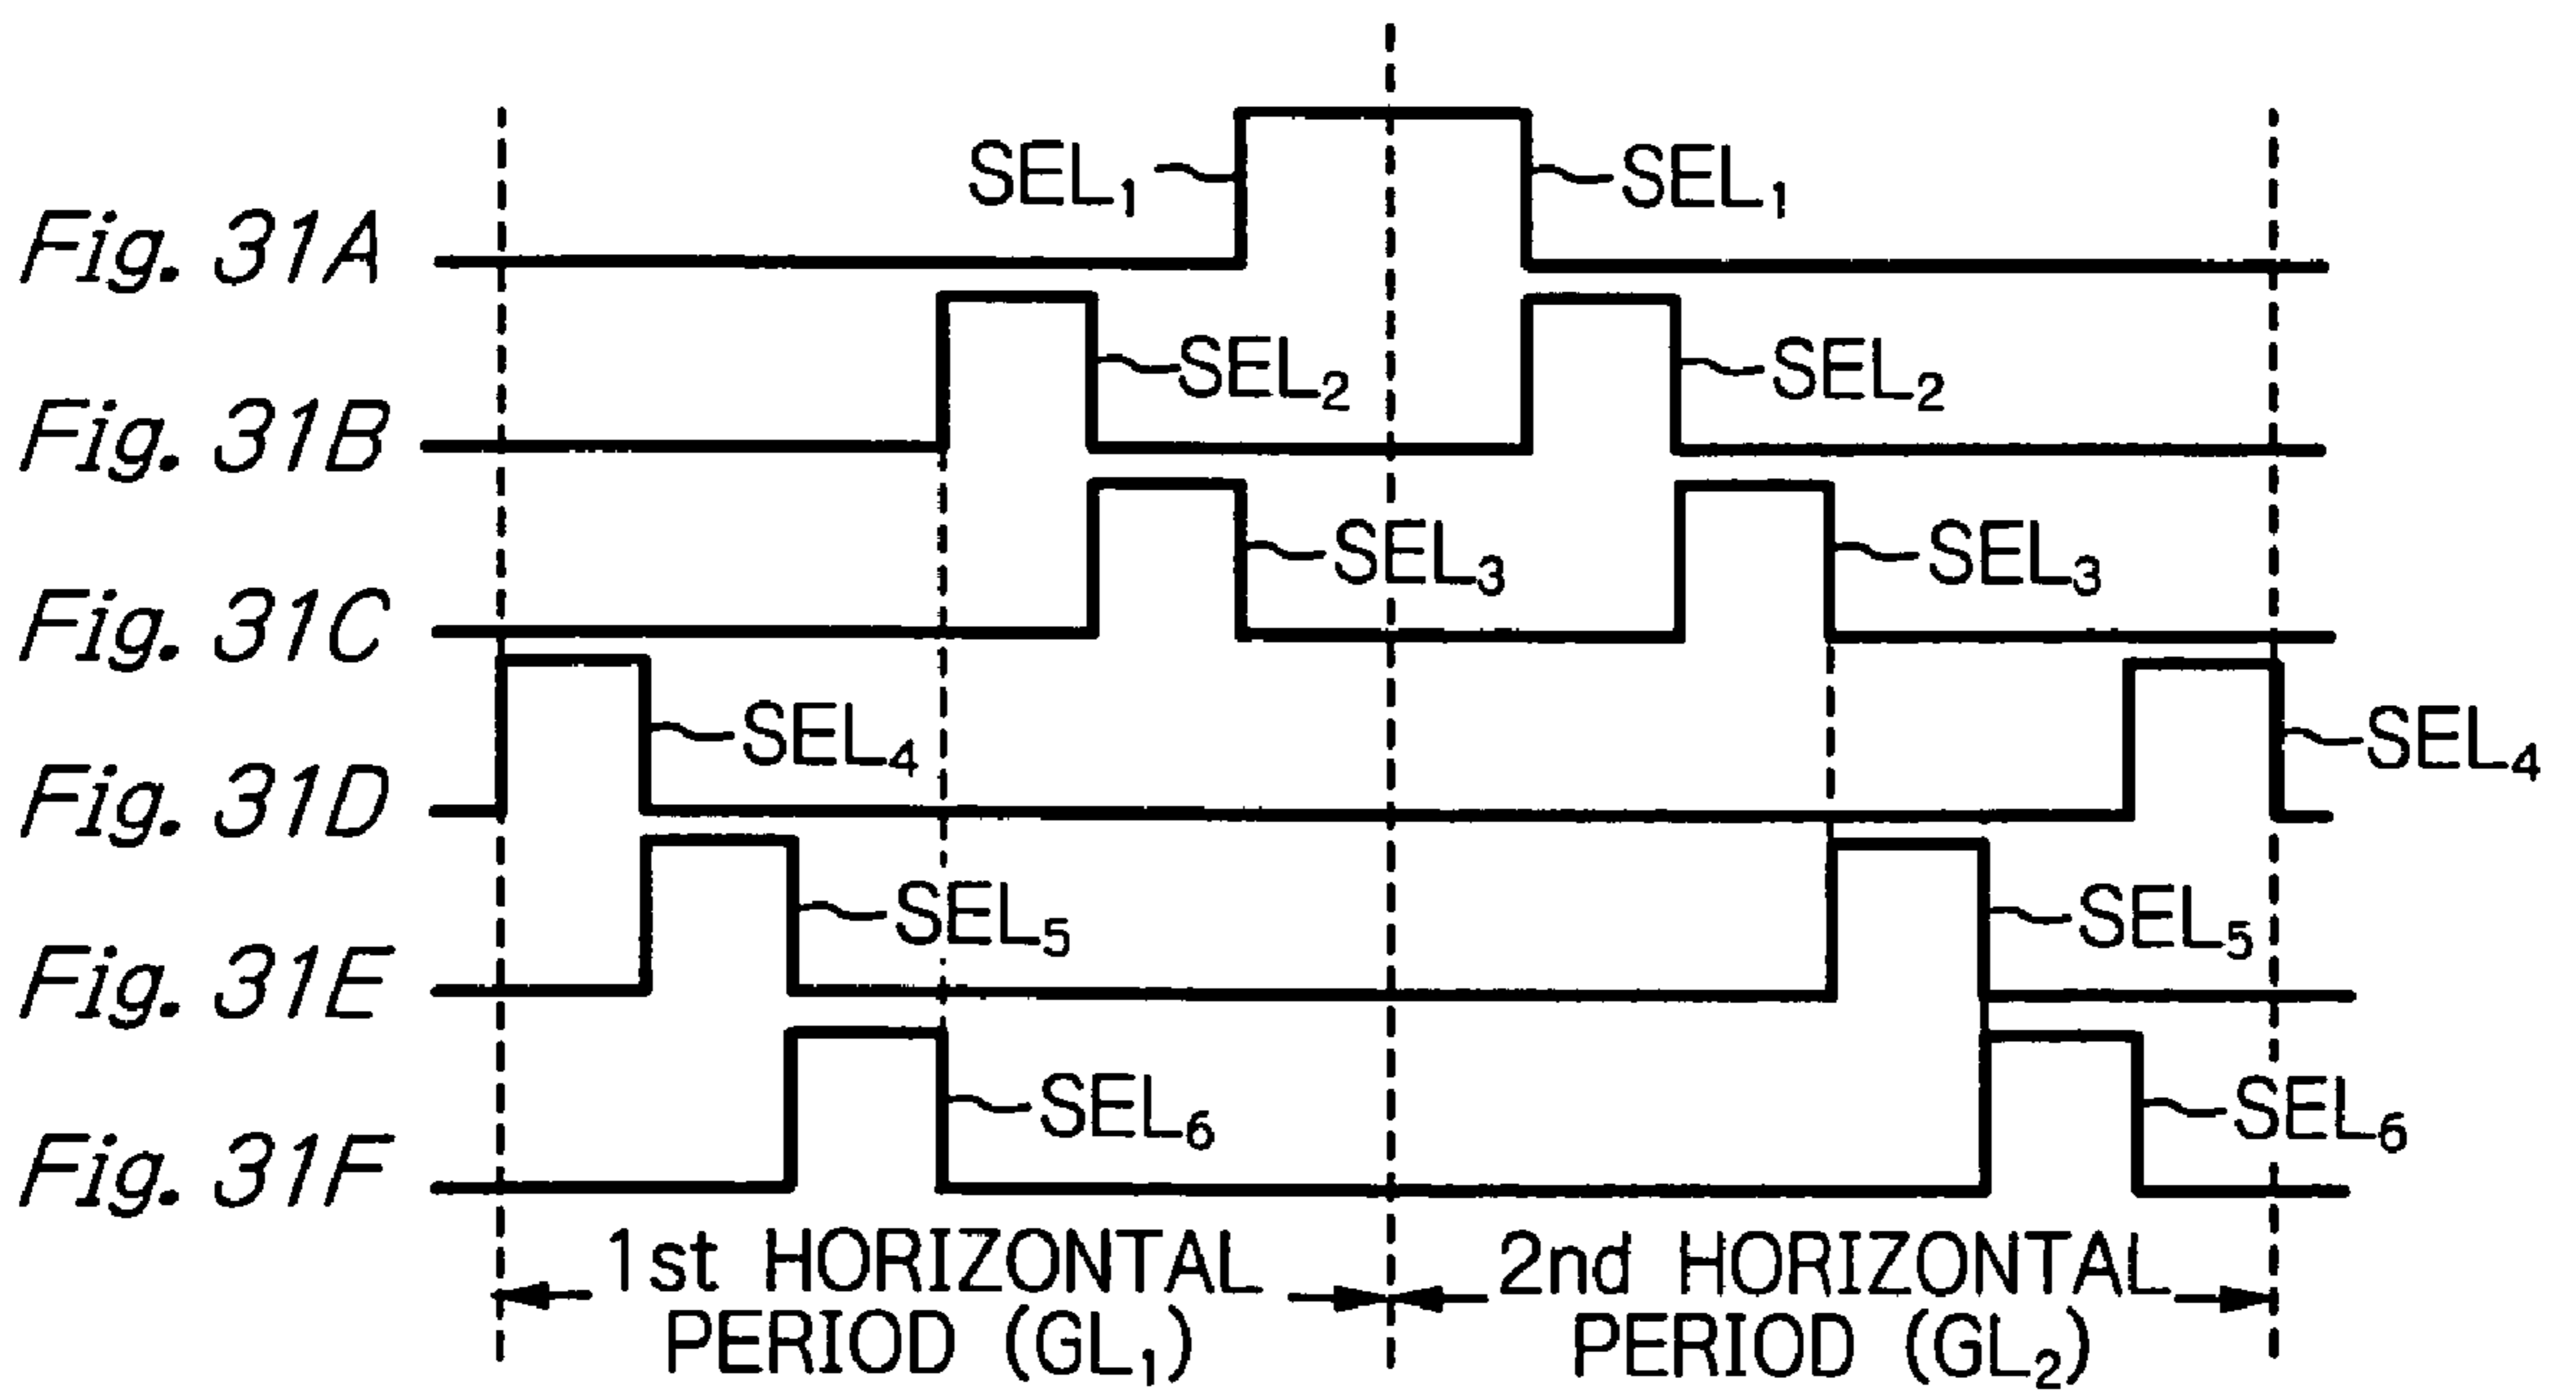 SEL₁ SEL₁
Fig. 31A
SEL₂ SEL₂
Fig. 31B
SEL₃ SEL₃
Fig. 31C
SEL₄ SEL₄
Fig. 31D
SEL₅ SEL₅
Fig. 31E
SEL₆ SEL₆
Fig. 31F
1st HORIZONTAL
PERIOD (GL₁)
2nd HORIZONTAL
PERIOD (GL₂)